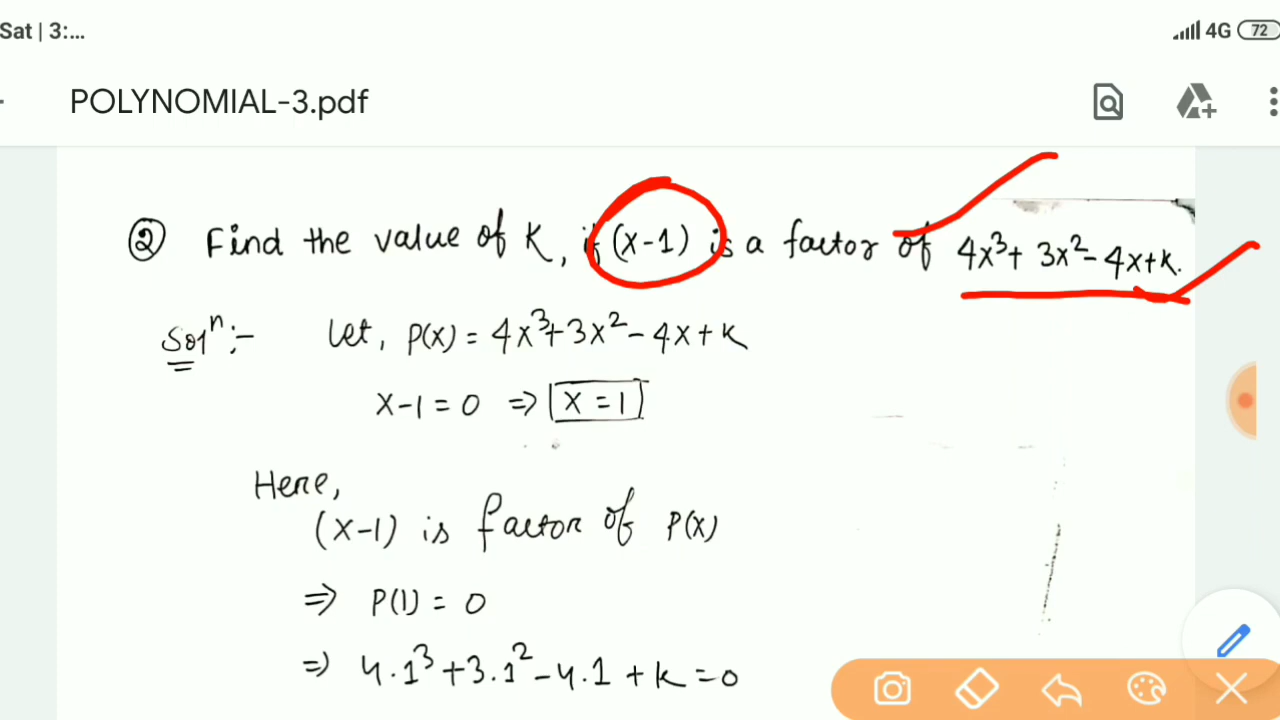 Sat | 3:...
4G 72
POLYNOMIAL-3.pdf
② Find the value of K, if (x-1) is a factor of 4x³+ 3x²- 4x+k.
Solⁿ:- Let, P(x) = 4x³+3x²- 4x+k
x-1=0 ⇒ x =1
Here,
(x-1) is factor of P(x)
⇒ P(1) = 0
⇒ 4.1³+3.1²-4.1+k=0